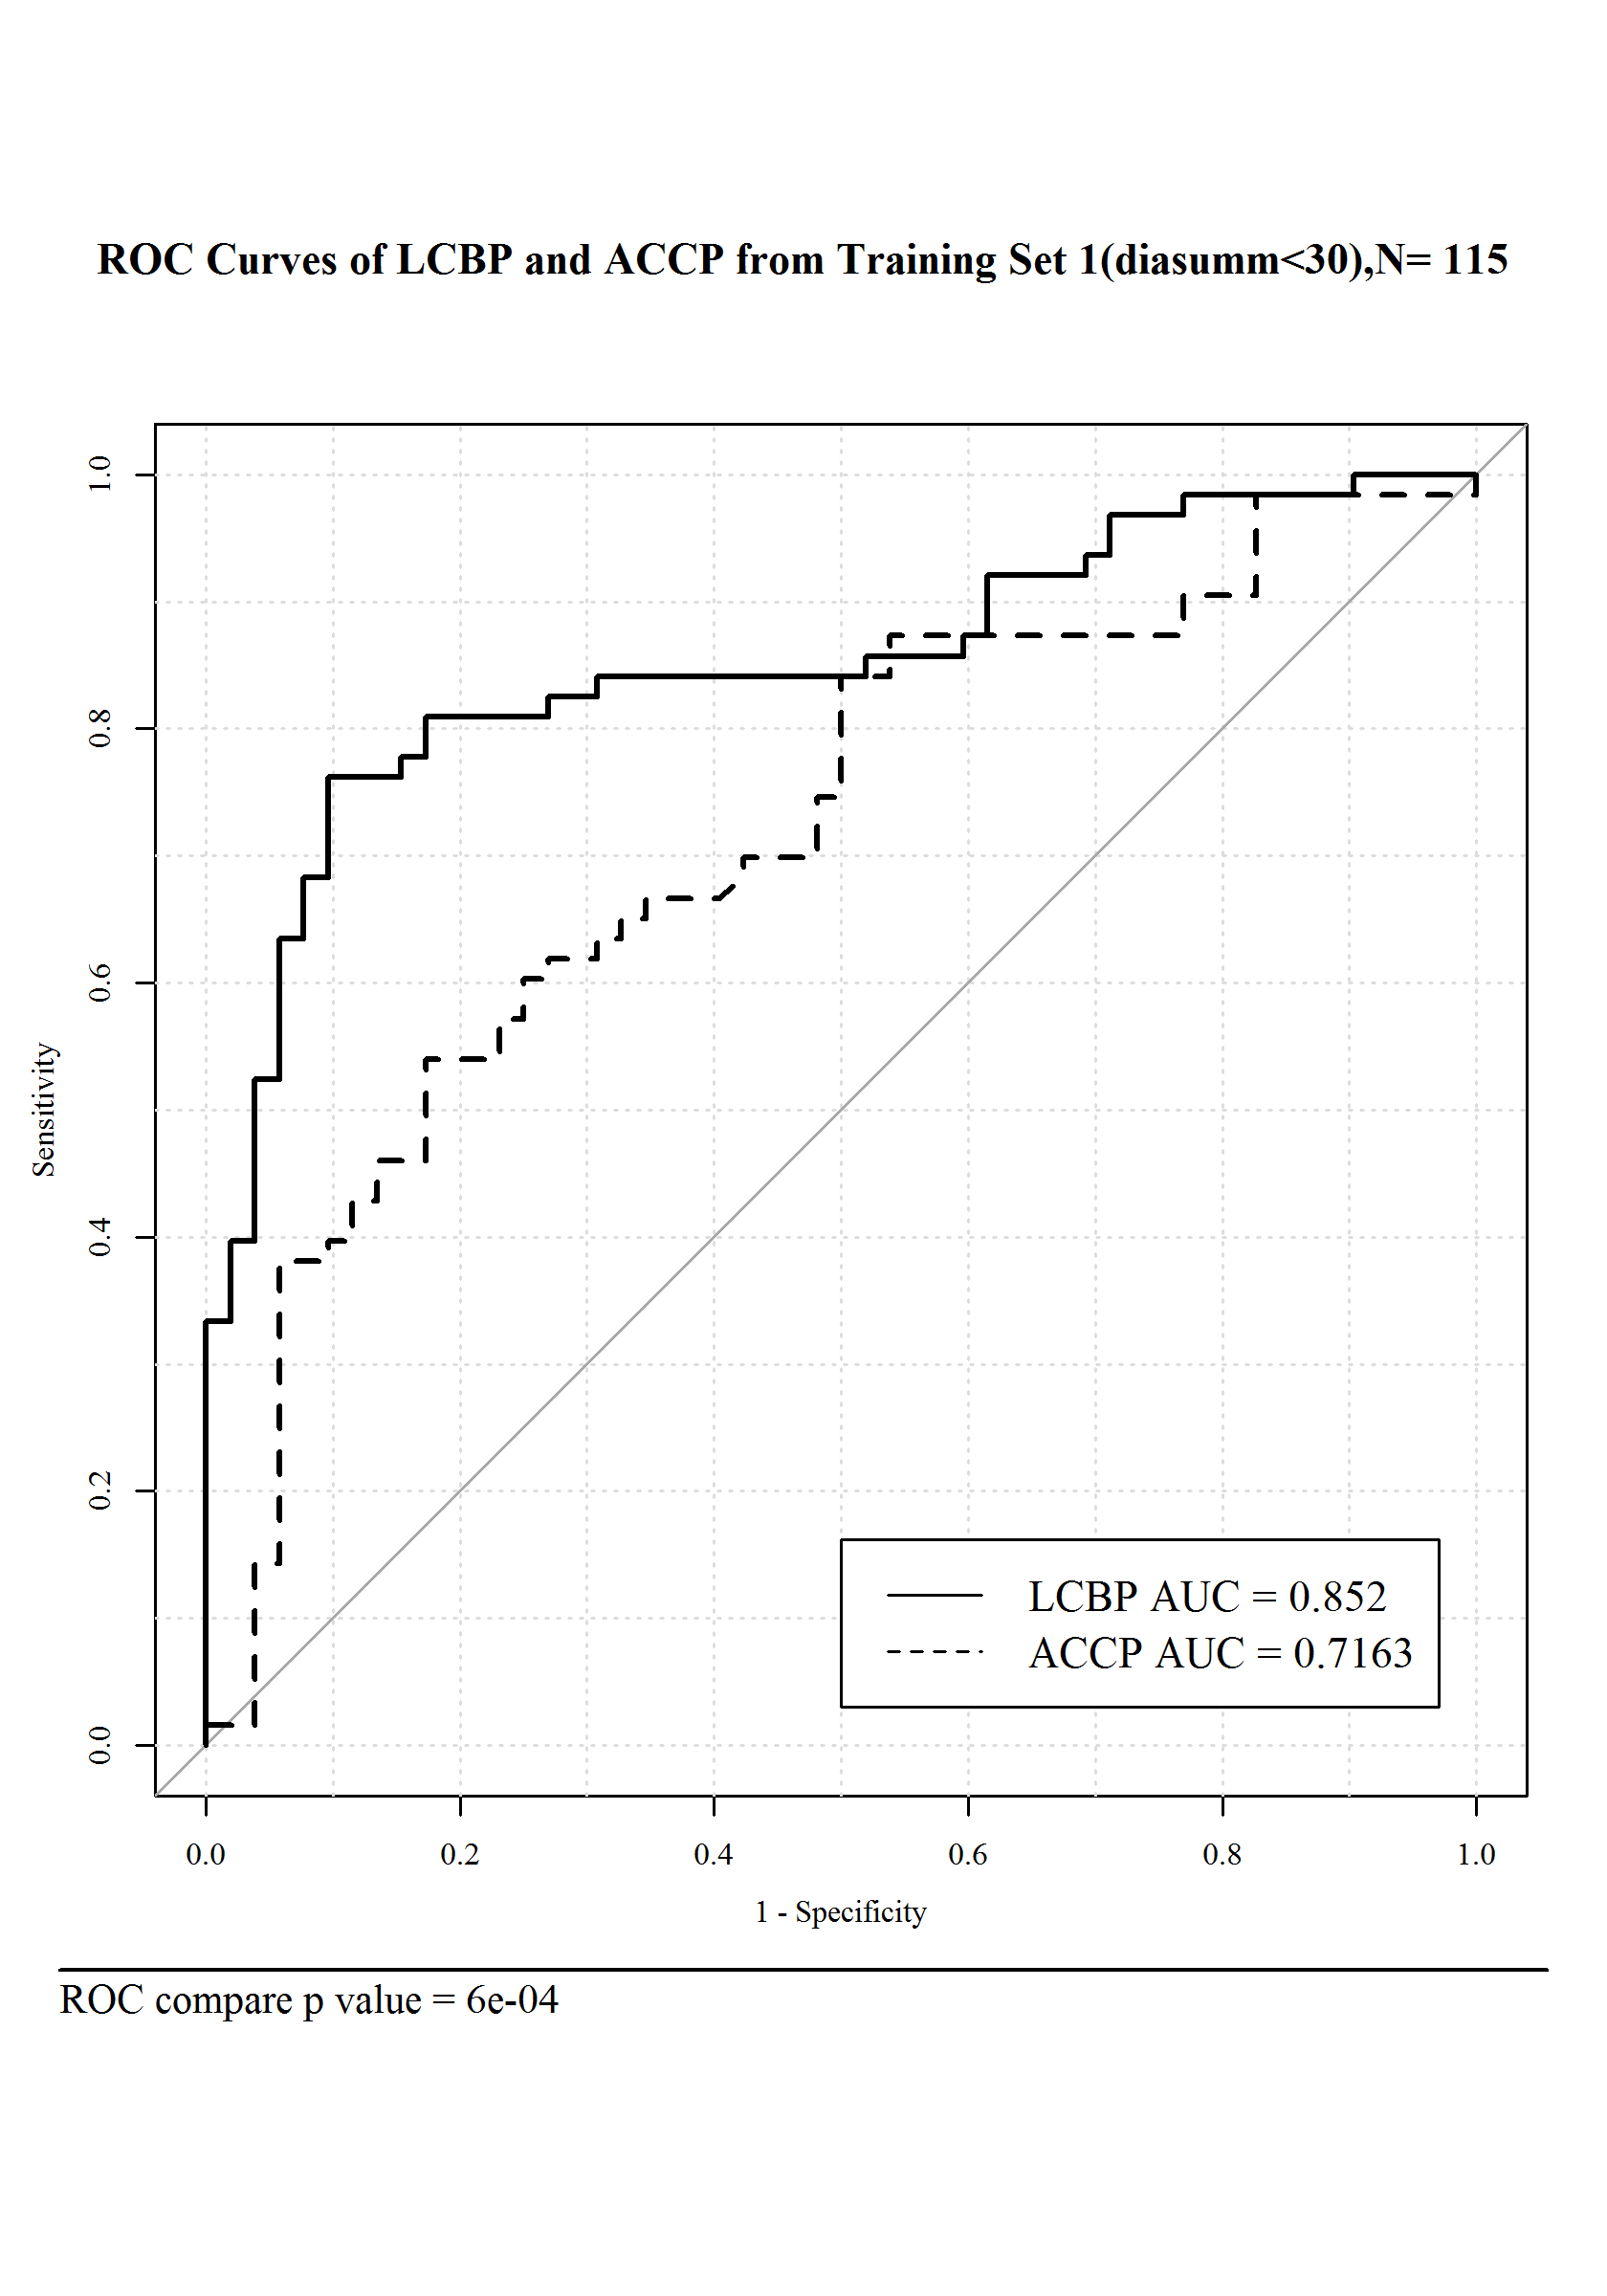 ROC Curves of LCBP and ACCP from Training Set 1(diasumm<30),N= 115
1.0
0.8
0.6
0.4
0.2
0.0
Sensitivity
LCBP AUC = 0.852
ACCP AUC = 0.7163
0.0 0.2 0.4 0.6 0.8 1.0
1 - Specificity
ROC compare p value = 6e-04